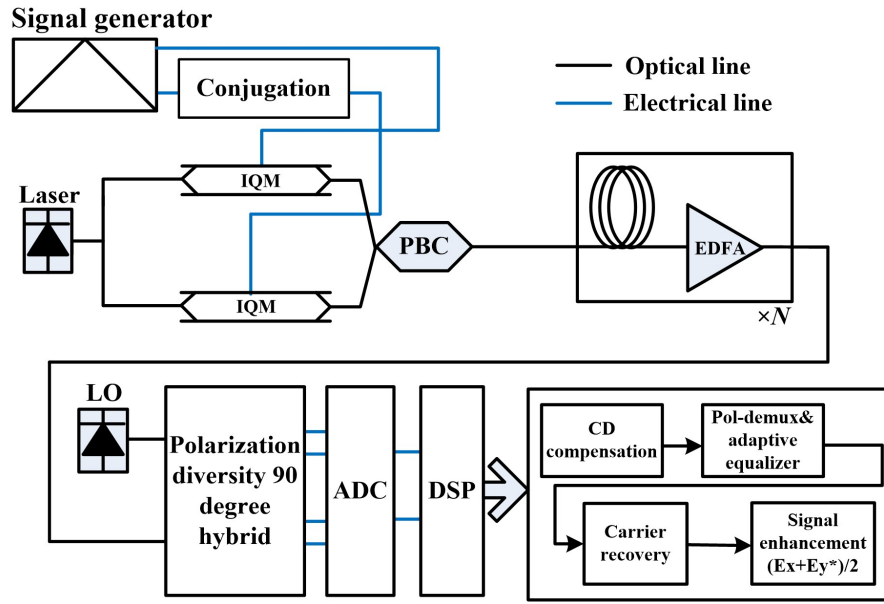 Signal generator
Conjugation
Optical line
Electrical line
IQM
Laser
PBC
EDFA
IQM
×N
LO
Polarization
diversity 90
degree
hybrid
ADC
DSP
CD
compensation
Pol-demux&
adaptive
equalizer
Carrier
recovery
Signal
enhancement
(Ex+Ey*)/2